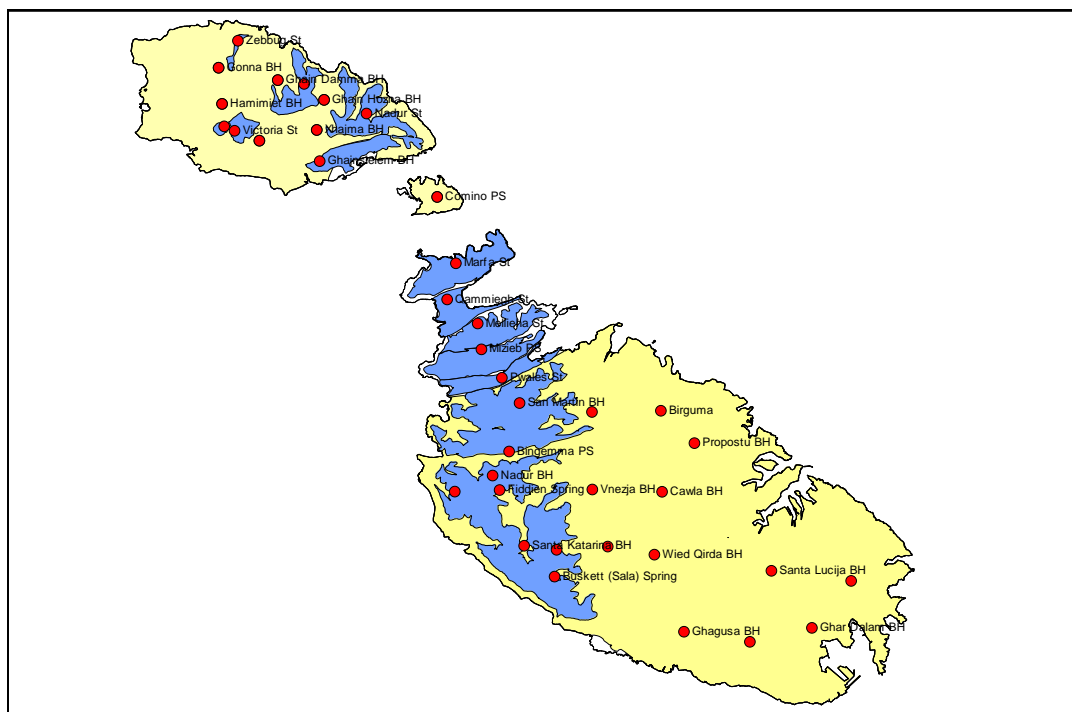 Zebbug St
Gonna BH
Ghajn Damma BH
Hamimiet BH
Ghajn Hozna BH
Nadur St
Victoria St
Xhajma BH
Ghajnsielem BH
Comino PS
Marfa St
Qammiegh St
Mellieha St
Mizieb PS
Pwales St
San Martin BH
Birguma
Propostu BH
Bingemma PS
Nadur BH
Fiddien Spring
Vnezja BH
Cawla BH
Santa Katarina BH
Wied Qirda BH
Buskett (Sala) Spring
Santa Lucija BH
Ghagusa BH
Ghar Dalam BH